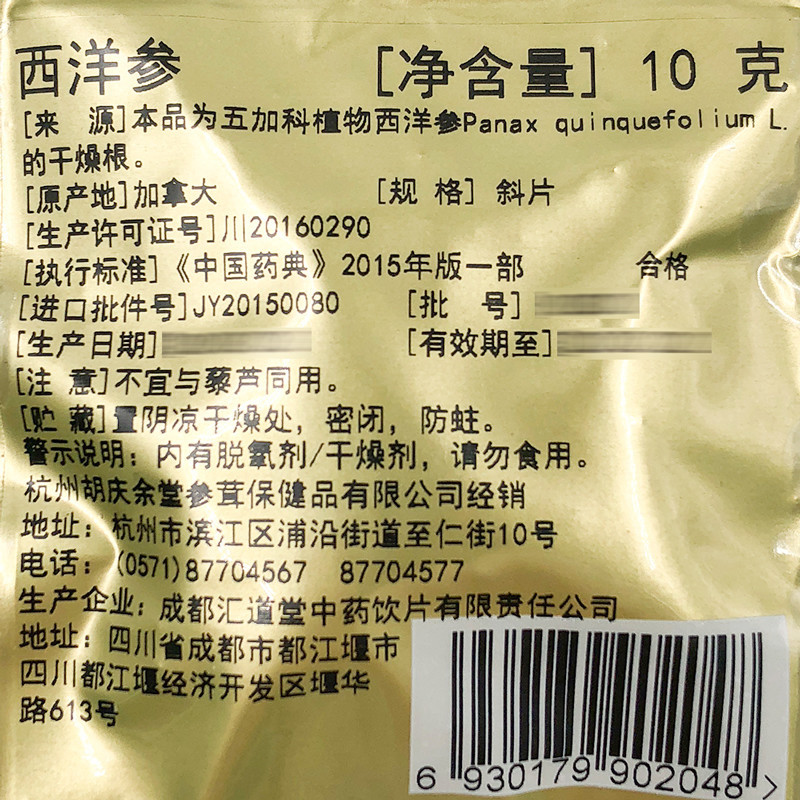 西洋参 [净含量] 10 克
[来 源]本品为五加科植物西洋参Panax quinquefolium L.
的干燥根。
[原产地]加拿大 [规 格] 斜片
[生产许可证号]川20160290
[执行标准]《中国药典》2015年版一部 合格
[进口批件号]JY20150080 [批 号]
[生产日期] [有效期至]
[注 意]不宜与藜芦同用。
[贮 藏]置阴凉干燥处，密闭，防蛀。
警示说明：内有脱氧剂/干燥剂，请勿食用。
杭州胡庆余堂参茸保健品有限公司经销
地址：杭州市滨江区浦沿街道至仁街10号
电话：(0571)87704567 87704577
生产企业：成都汇道堂中药饮片有限责任公司
地址：四川省成都市都江堰市
四川都江堰经济开发区堰华
路613号
6 930179 902048 >